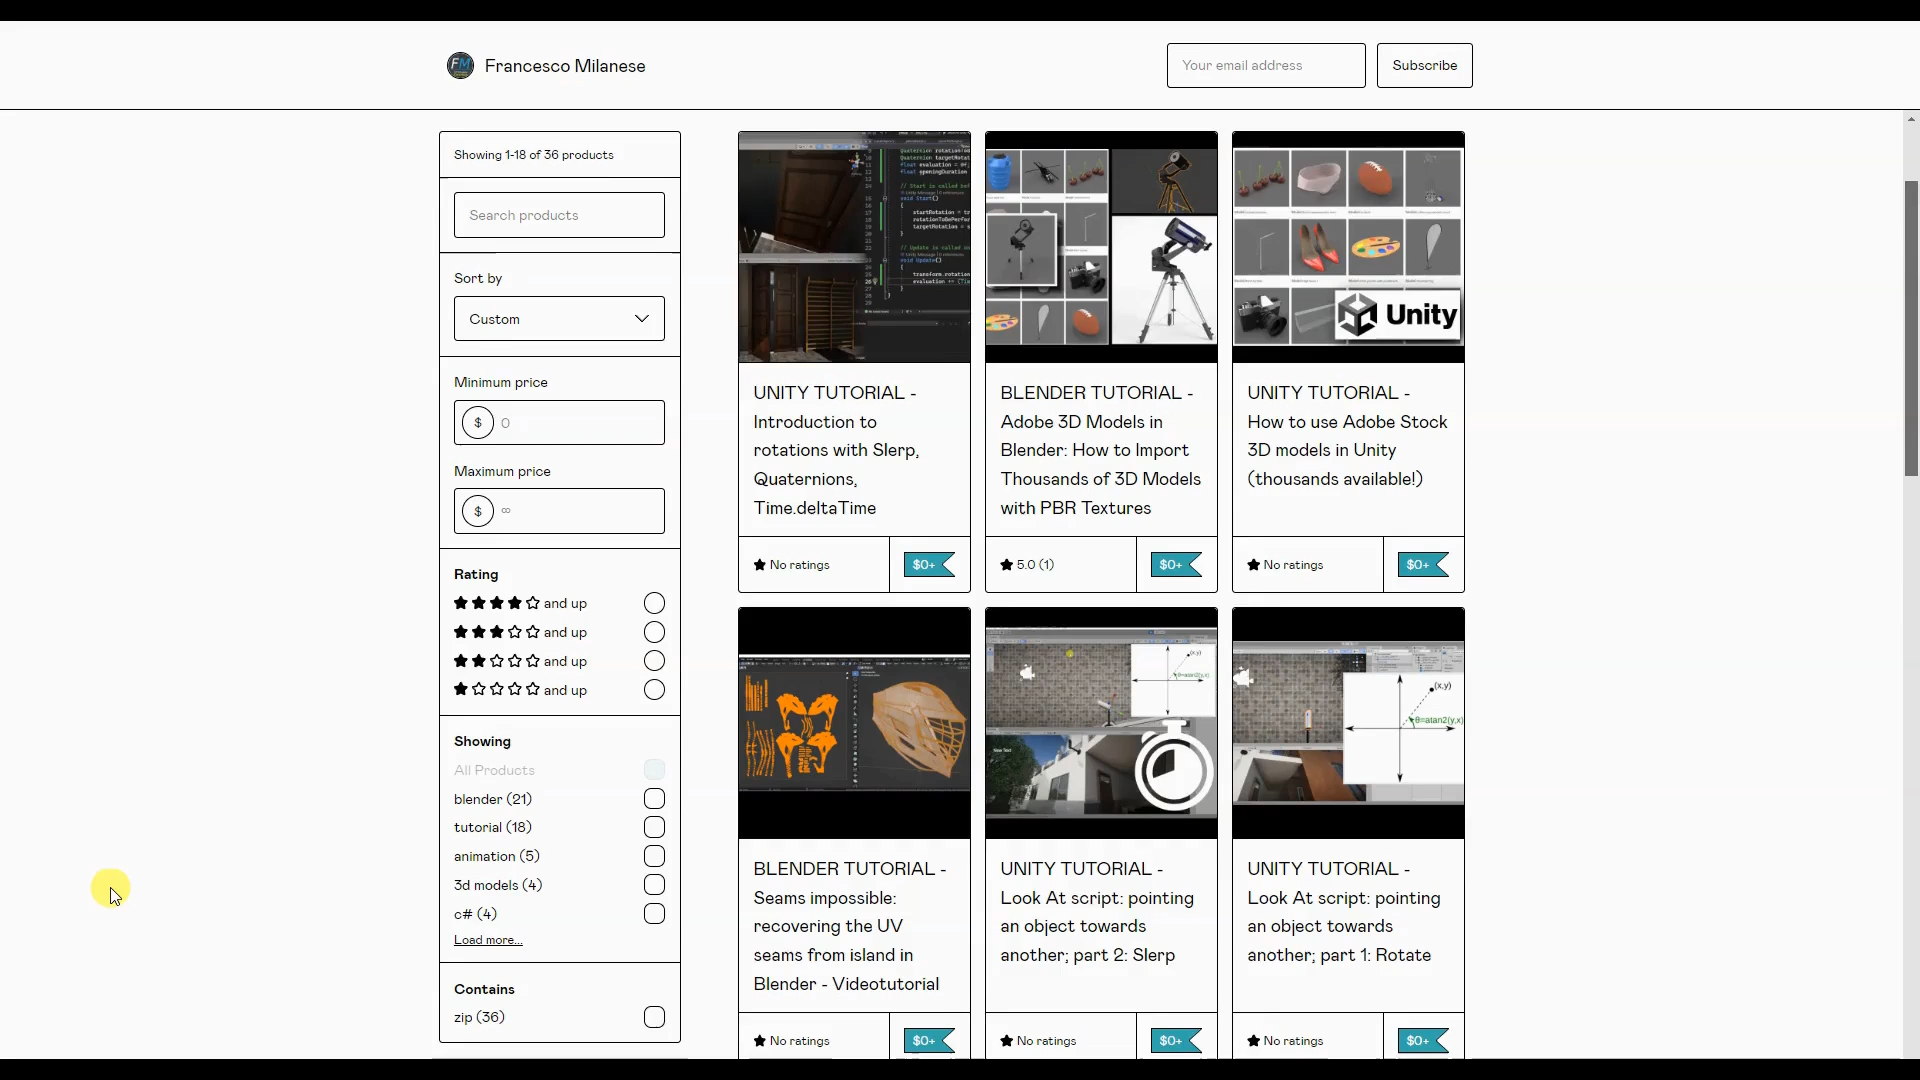 FM
Francesco Milanese
Your email address
Subscribe
Showing 1-18 of 36 products
Search products
Sort by
Custom
Minimum price
$ 0
Maximum price
$ ∞
Rating
and up
and up
and up
and up
Showing
All Products
blender (21)
tutorial (18)
animation (5)
3d models (4)
c# (4)
Load more...
Contains
zip (36)
UNITY TUTORIAL -
Introduction to
rotations with Slerp,
Quaternions,
Time.deltaTime
No ratings
$0+
BLENDER TUTORIAL -
Adobe 3D Models in
Blender: How to Import
Thousands of 3D Models
with PBR Textures
5.0 (1)
$0+
Unity
UNITY TUTORIAL -
How to use Adobe Stock
3D models in Unity
(thousands available!)
No ratings
$0+
BLENDER TUTORIAL -
Seams impossible:
recovering the UV
seams from island in
Blender - Videotutorial
No ratings
$0+
(x,y)
θ=atan2(y,x)
UNITY TUTORIAL -
Look At script: pointing
an object towards
another; part 2: Slerp
No ratings
$0+
(x,y)
θ=atan2(y,x)
UNITY TUTORIAL -
Look At script: pointing
an object towards
another; part 1: Rotate
No ratings
$0+